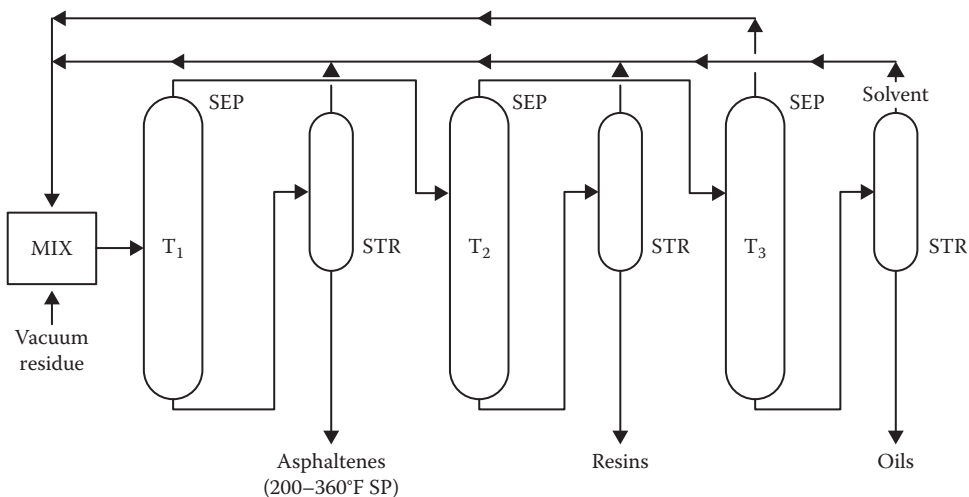 SEP
SEP
SEP
Solvent
MIX
T₁
STR
T₂
STR
T₃
STR
Vacuum
residue
Asphaltenes
(200–360°F SP)
Resins
Oils